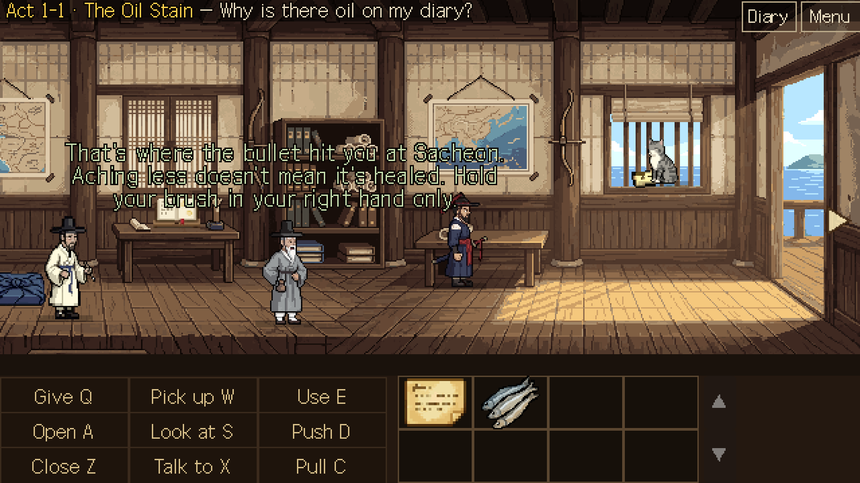 Act 1-1 · The Oil Stain — Why is there oil on my diary?
Diary
Menu
That's where the bullet hit you at Sacheon.
Aching less doesn't mean it's healed. Hold
your brush in your right hand only.
Give Q
Pick up W
Use E
Open A
Look at S
Push D
Close Z
Talk to X
Pull C